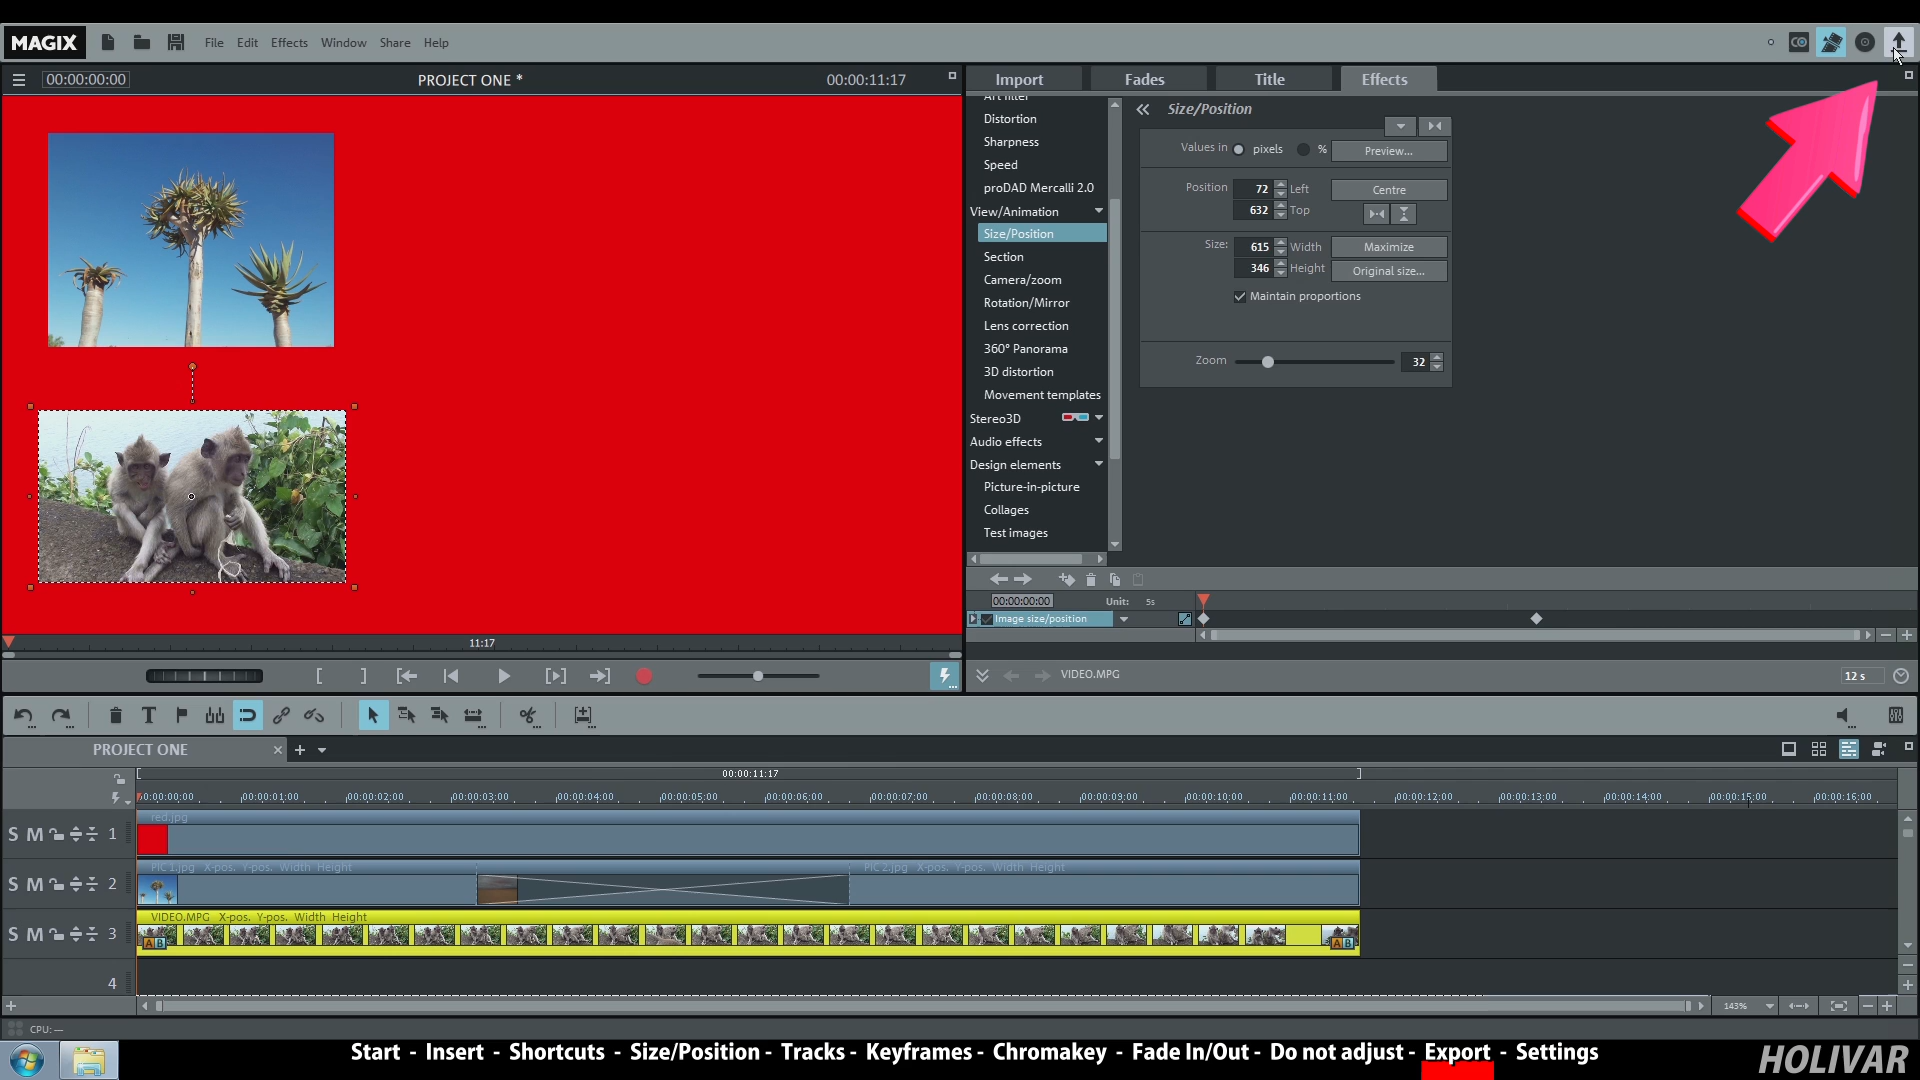 MAGIX File Edit Effects Window Share Help
00:00:00:00 PROJECT ONE * 00:00:11:17
Import Fades Title Effects
Art filter
Distortion
Sharpness
Speed
proDAD Mercalli 2.0
View/Animation
Size/Position
Section
Camera/zoom
Rotation/Mirror
Lens correction
360° Panorama
3D distortion
Movement templates
Stereo3D
Audio effects
Design elements
Picture-in-picture
Collages
Test images
Size/Position
Values in pixels % Preview...
Position 72 Left Centre
632 Top
Size: 615 Width Maximize
346 Height Original size...
Maintain proportions
Zoom 32
00:00:00:00 Unit: 5s
Image size/position
11:17
VIDEO.MPG 12 s
PROJECT ONE
00:00:11:17
00:00:00:00 00:00:01:00 00:00:02:00 00:00:03:00 00:00:04:00 00:00:05:00 00:00:06:00 00:00:07:00 00:00:08:00 00:00:09:00 00:00:10:00 00:00:11:00 00:00:12:00 00:00:13:00 00:00:14:00 00:00:15:00 00:00:16:00
red.jpg
S M 1
PIC 1.jpg X-pos. Y-pos. Width Height PIC 2.jpg X-pos. Y-pos. Width Height
S M 2
VIDEO.MPG X-pos. Y-pos. Width Height
S M 3
A B A B
4
143%
CPU: —
Start - Insert - Shortcuts - Size/Position - Tracks - Keyframes - Chromakey - Fade In/Out - Do not adjust - Export - Settings
HOLIVAR